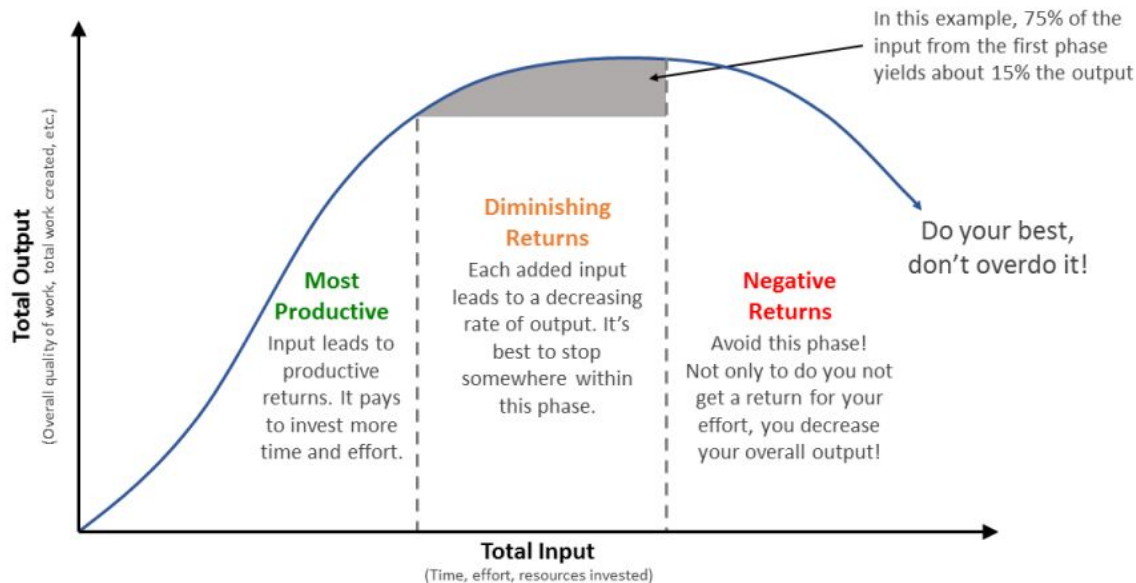 In this example, 75% of the
input from the first phase
yields about 15% the output
Total Output
(Overall quality of work, total work created, etc.)
Most
Productive
Input leads to
productive
returns. It pays
to invest more
time and effort.
Diminishing
Returns
Each added input
leads to a decreasing
rate of output. It’s
best to stop
somewhere within
this phase.
Negative
Returns
Avoid this phase!
Not only to do you not
get a return for your
effort, you decrease
your overall output!
Do your best,
don’t overdo it!
Total Input
(Time, effort, resources invested)